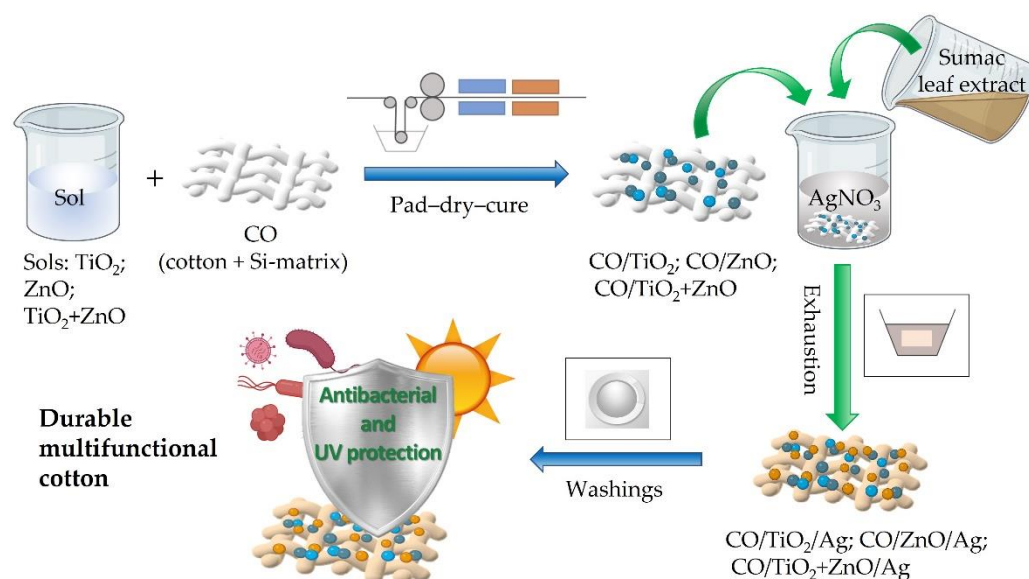 Sol
+
Sols: TiO₂;
ZnO;
TiO₂+ZnO
CO
(cotton + Si-matrix)
Pad–dry–cure
CO/TiO₂; CO/ZnO;
CO/TiO₂+ZnO
Sumac
leaf extract
AgNO₃
Exhaustion
CO/TiO₂/Ag; CO/ZnO/Ag;
CO/TiO₂+ZnO/Ag
Washings
Antibacterial
and
UV protection
Durable
multifunctional
cotton